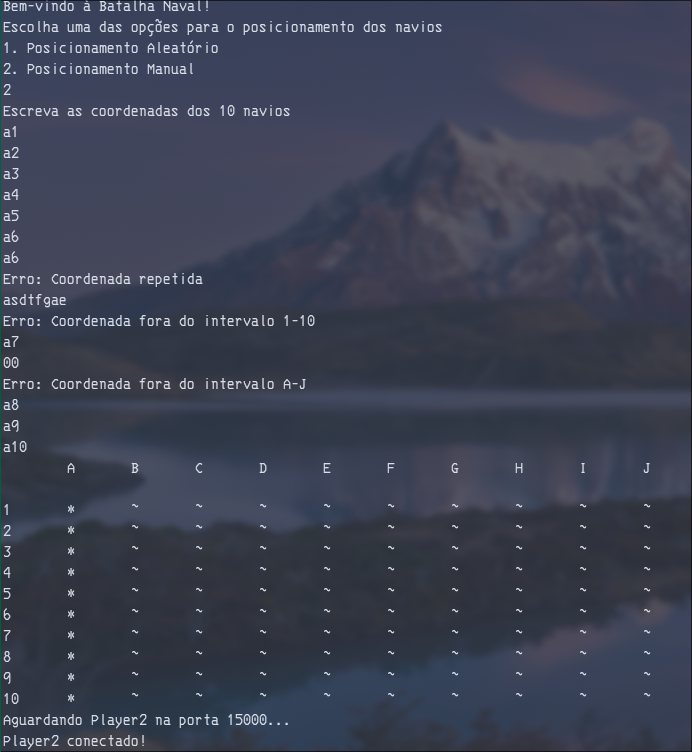 Bem-vindo à Batalha Naval!
Escolha uma das opções para o posicionamento dos navios
1. Posicionamento Aleatório
2. Posicionamento Manual
2
Escreva as coordenadas dos 10 navios
a1
a2
a3
a4
a5
a6
a6
Erro: Coordenada repetida
asdtfgae
Erro: Coordenada fora do intervalo 1-10
a7
00
Erro: Coordenada fora do intervalo A-J
a8
a9
a10
A B C D E F G H I J
1 * ~ ~ ~ ~ ~ ~ ~ ~ ~
2 * ~ ~ ~ ~ ~ ~ ~ ~ ~
3 * ~ ~ ~ ~ ~ ~ ~ ~ ~
4 * ~ ~ ~ ~ ~ ~ ~ ~ ~
5 * ~ ~ ~ ~ ~ ~ ~ ~ ~
6 * ~ ~ ~ ~ ~ ~ ~ ~ ~
7 * ~ ~ ~ ~ ~ ~ ~ ~ ~
8 * ~ ~ ~ ~ ~ ~ ~ ~ ~
9 * ~ ~ ~ ~ ~ ~ ~ ~ ~
10 * ~ ~ ~ ~ ~ ~ ~ ~ ~
Aguardando Player2 na porta 15000...
Player2 conectado!